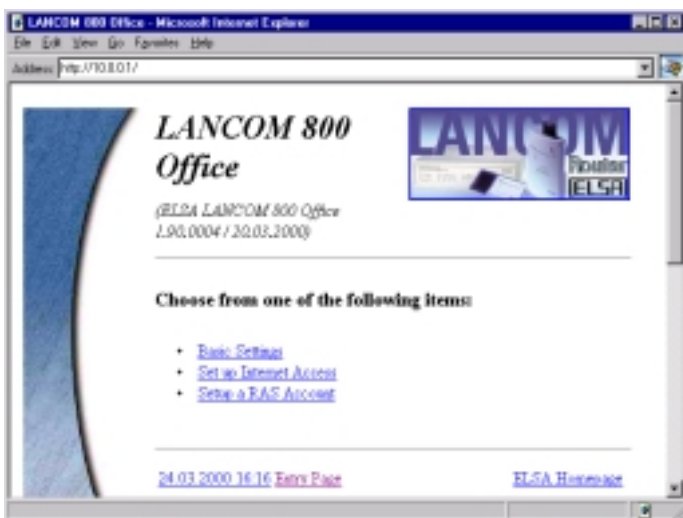 LANCOM 800 Office - Microsoft Internet Explorer
File Edit View Go Favorites Help
Address http://10.0.0.1/
LANCOM 800
Office
LANCOM
Router
ELSA
(ELSA LANCOM 800 Office
1.90.0004 / 20.03.2000)
Choose from one of the following items:
• Basic Settings
• Set up Internet Access
• Setup a RAS Account
24.03.2000 16:16 Entry Page ELSA Homepage